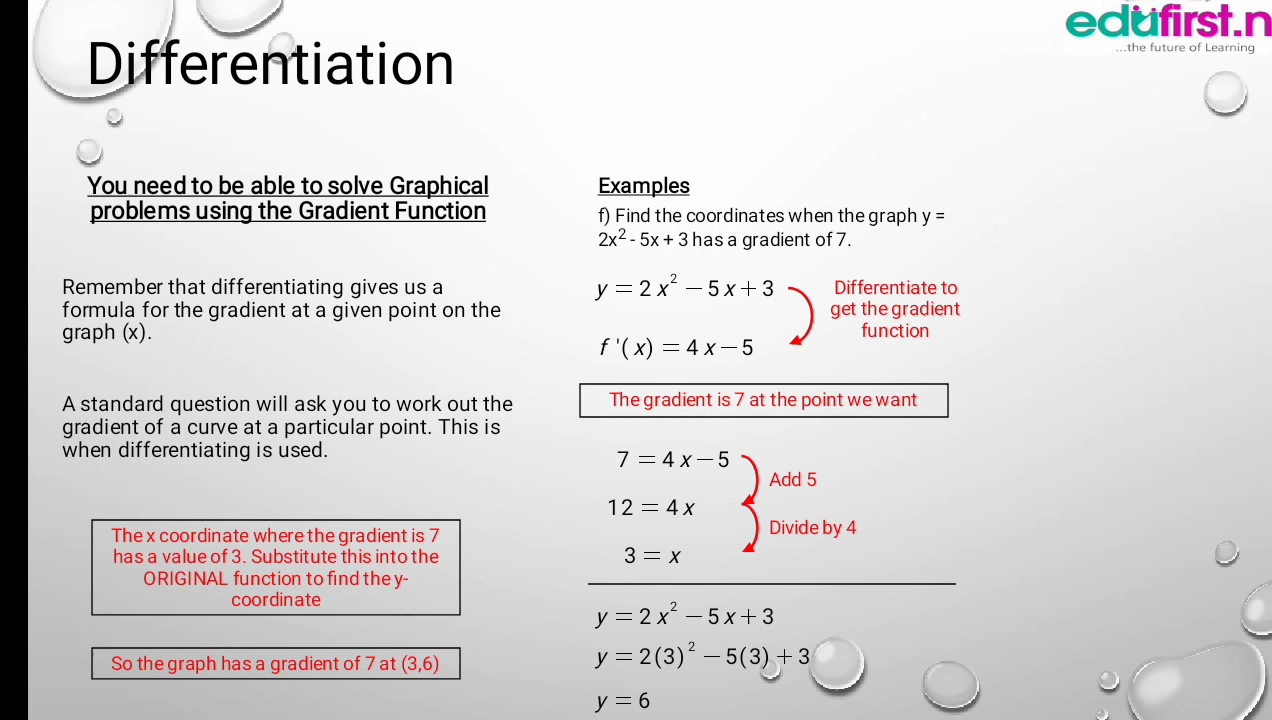 edufirst.n
...the future of Learning
Differentiation
You need to be able to solve Graphical
problems using the Gradient Function
Remember that differentiating gives us a
formula for the gradient at a given point on the
graph (x).
A standard question will ask you to work out the
gradient of a curve at a particular point. This is
when differentiating is used.
The x coordinate where the gradient is 7
has a value of 3. Substitute this into the
ORIGINAL function to find the y-
coordinate
So the graph has a gradient of 7 at (3,6)
Examples
f) Find the coordinates when the graph y =
2x² - 5x + 3 has a gradient of 7.
y = 2x² − 5x + 3
Differentiate to
get the gradient
function
f '(x) = 4x − 5
The gradient is 7 at the point we want
7 = 4x − 5
Add 5
12 = 4x
Divide by 4
3 = x
y = 2x² − 5x + 3
y = 2(3)² − 5(3) + 3
y = 6